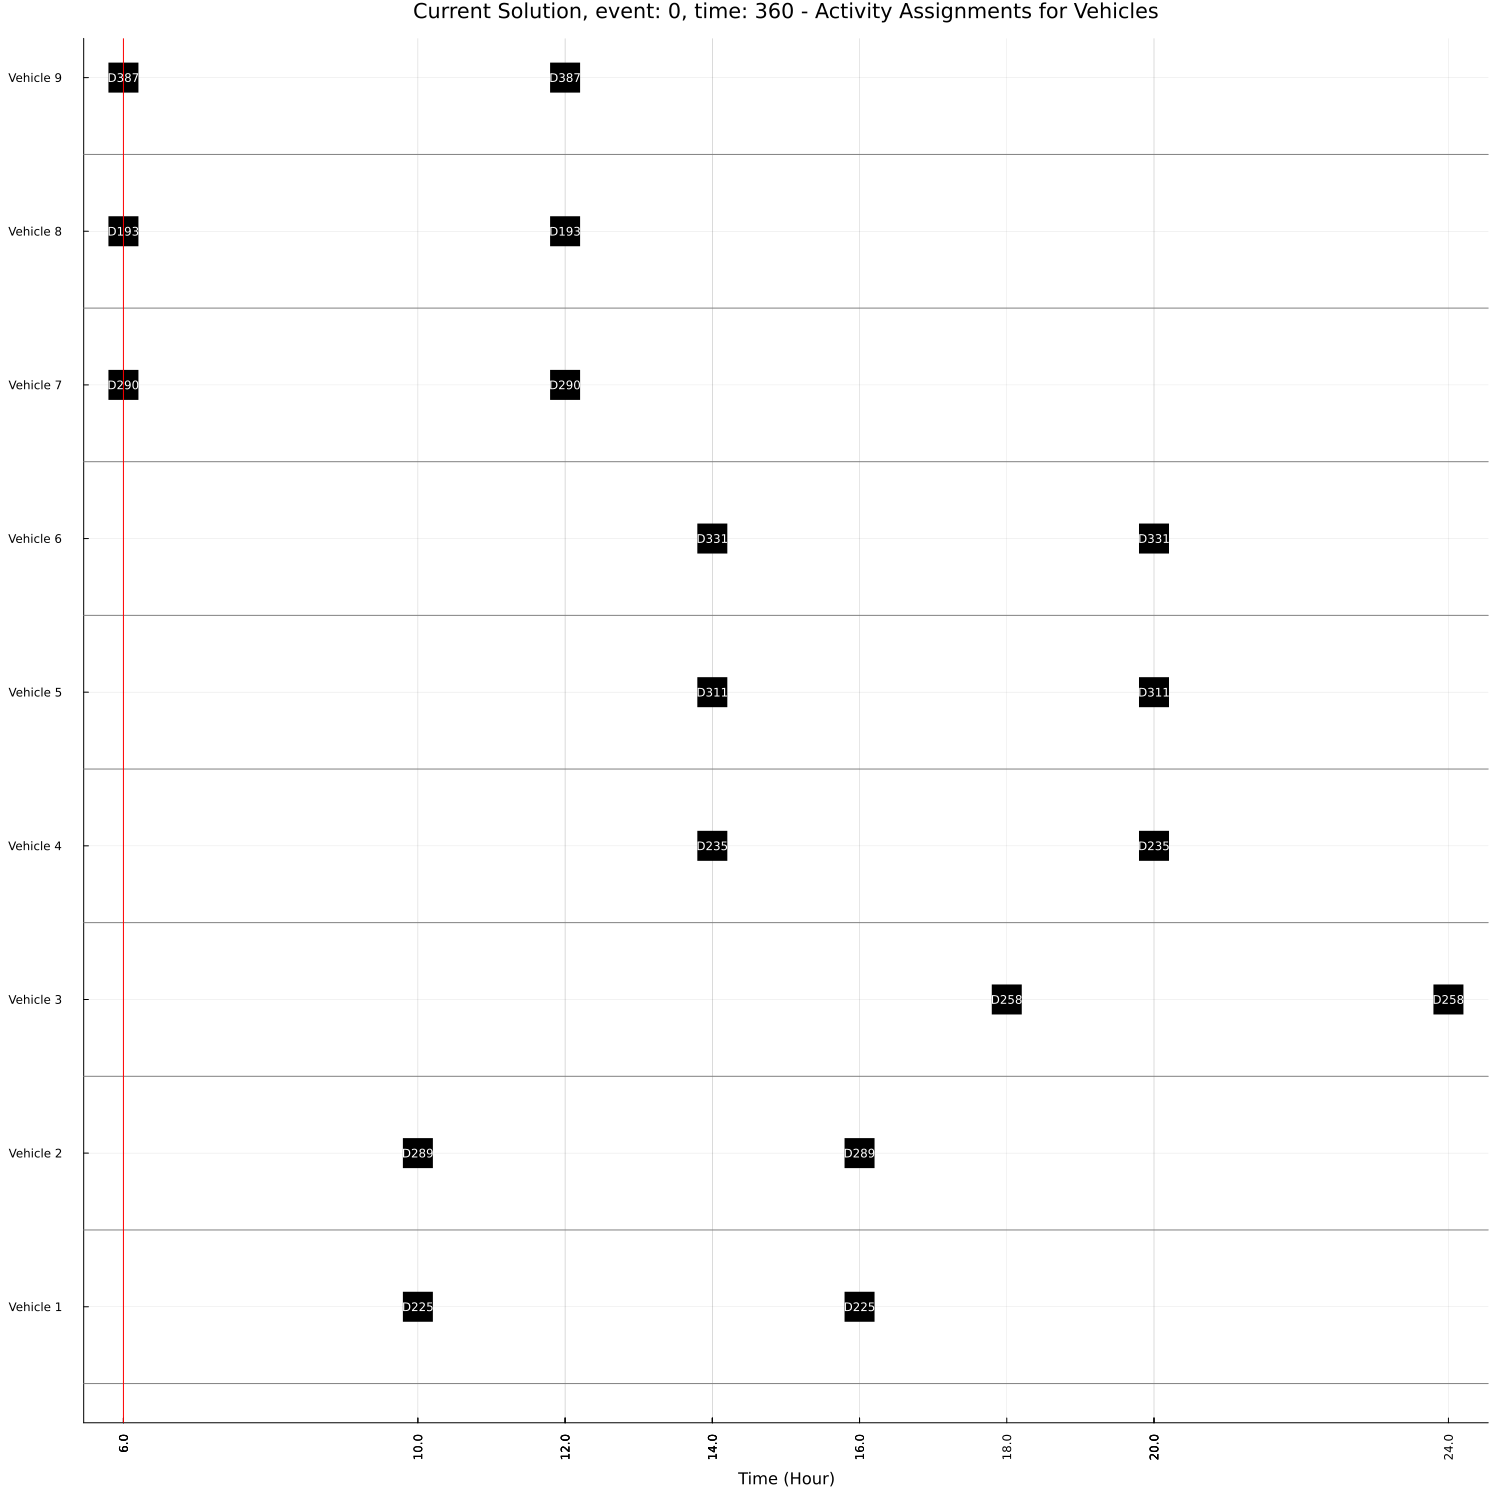 Current Solution, event: 0, time: 360 - Activity Assignments for Vehicles
Vehicle 9 D387 D387
Vehicle 8 D193 D193
Vehicle 7 D290 D290
Vehicle 6 D331 D331
Vehicle 5 D311 D311
Vehicle 4 D235 D235
Vehicle 3 D258 D258
Vehicle 2 D289 D289
Vehicle 1 D225 D225
6.0 10.0 12.0 14.0 16.0 18.0 20.0 24.0
Time (Hour)